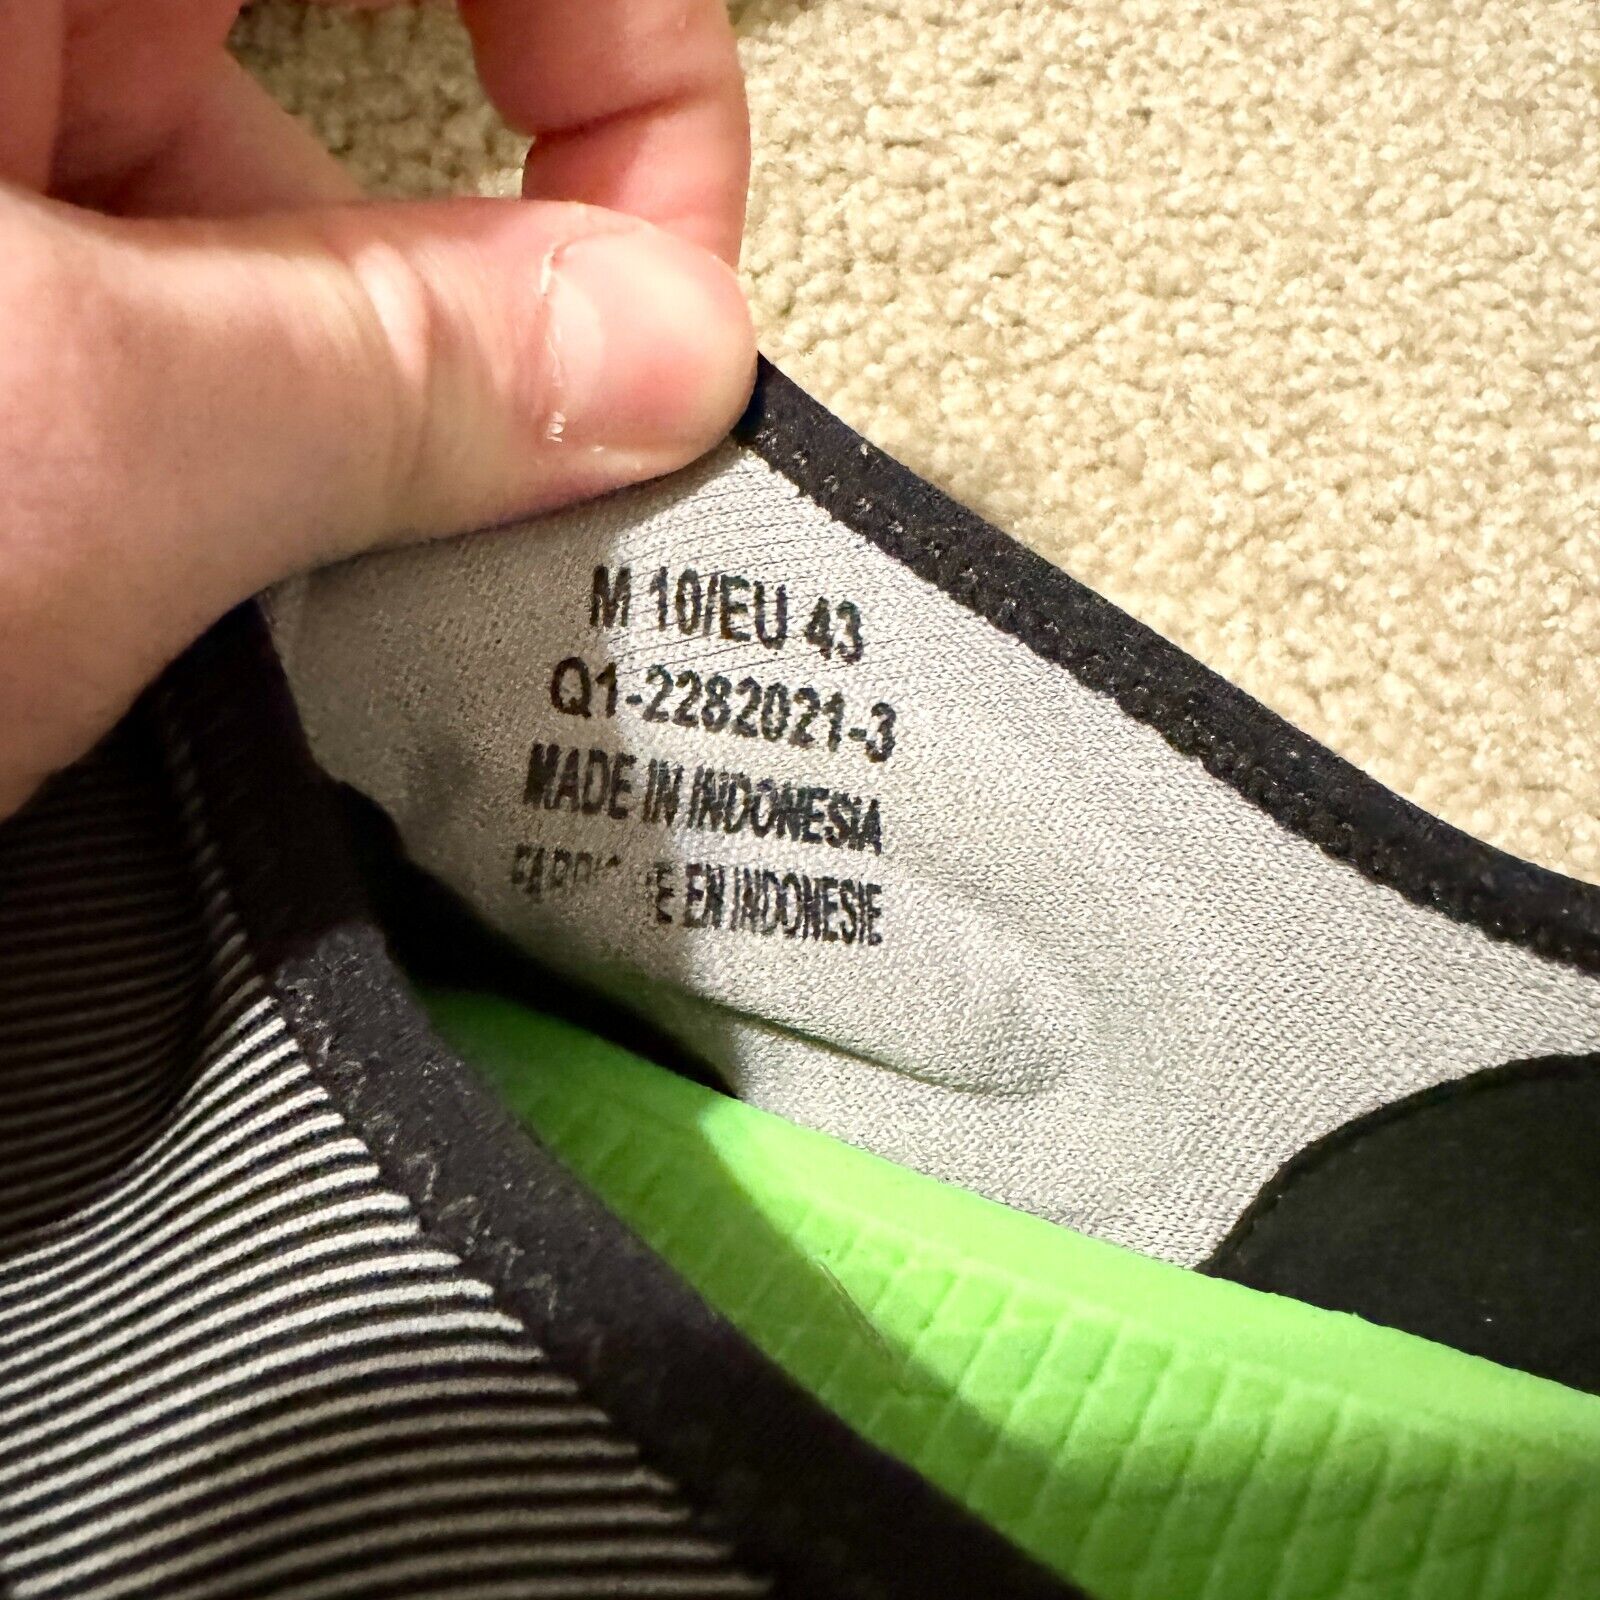 M 10/EU 43
Q1-2282021-3
MADE IN INDONESIA
EN INDONESIE